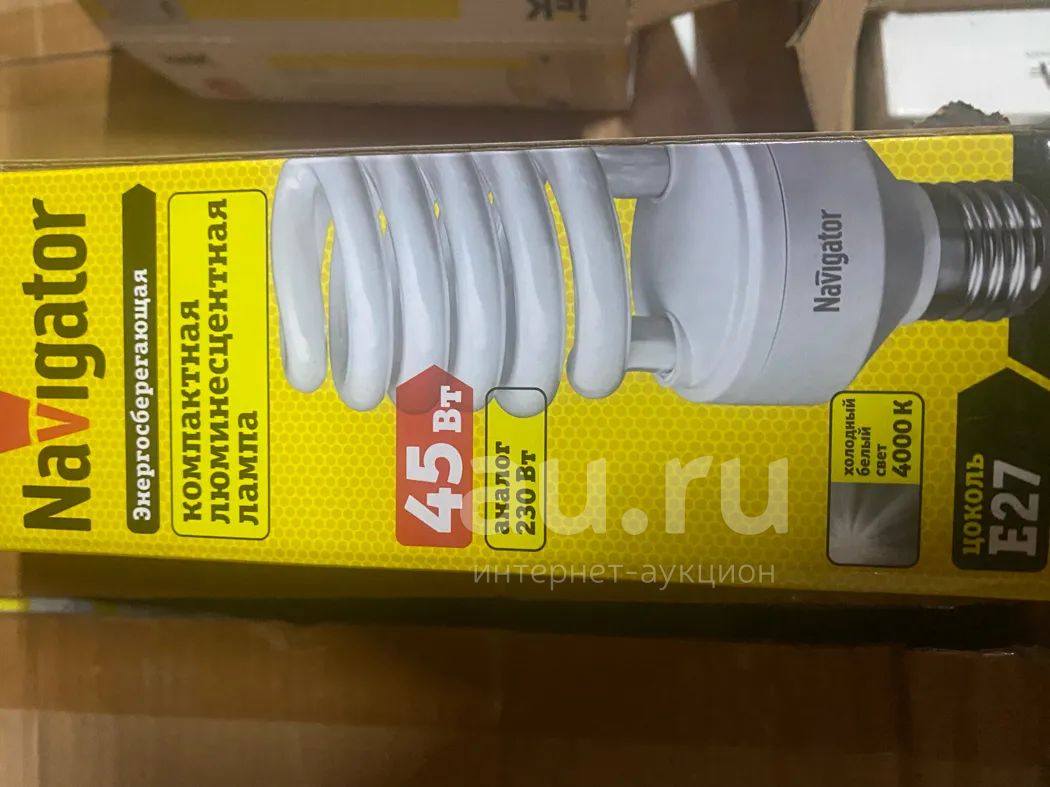 Navigator
Энергосберегающая
компактная
люминесцентная
лампа
45 Вт
аналог
230 Вт
Navigator
холодный
белый
свет
4000 К
цоколь
E27
au.ru
интернет-аукцион